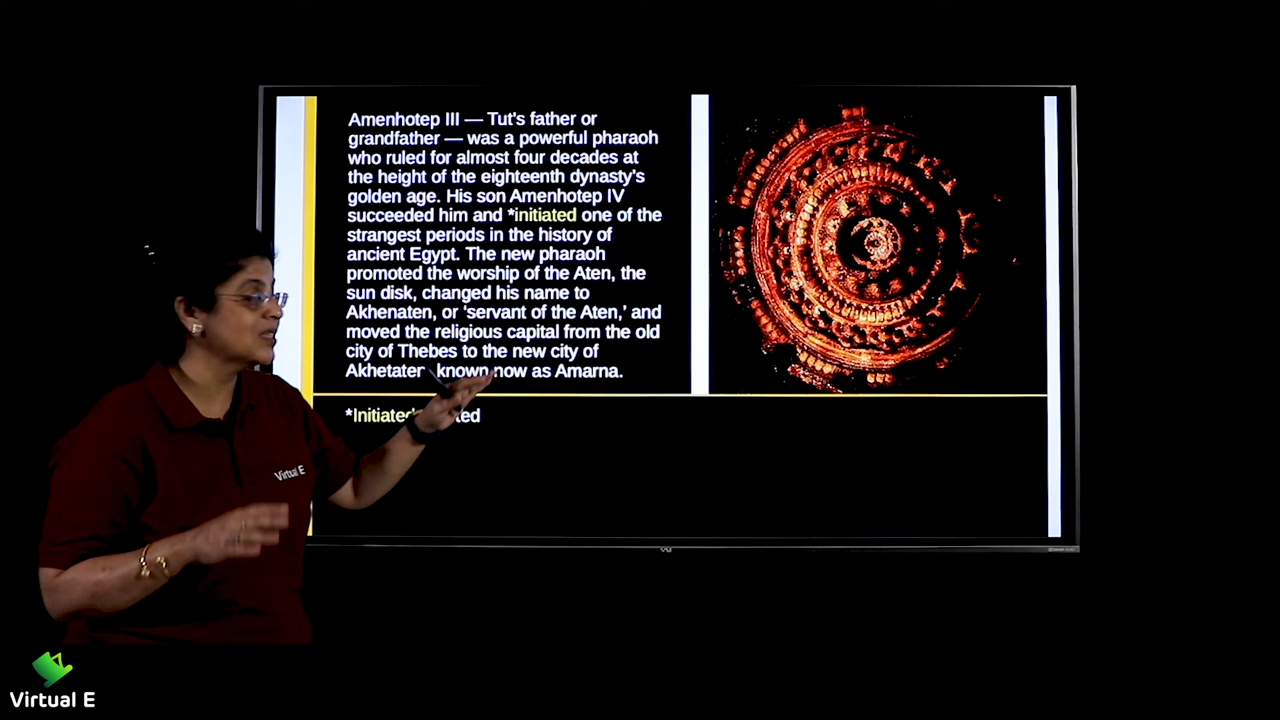 Amenhotep III — Tut's father or
grandfather — was a powerful pharaoh
who ruled for almost four decades at
the height of the eighteenth dynasty's
golden age. His son Amenhotep IV
succeeded him and *initiated one of the
strangest periods in the history of
ancient Egypt. The new pharaoh
promoted the worship of the Aten, the
sun disk, changed his name to
Akhenaten, or 'servant of the Aten,' and
moved the religious capital from the old
city of Thebes to the new city of
Akhetaten, known now as Amarna.
*Initiated
Virtual E
Virtual E